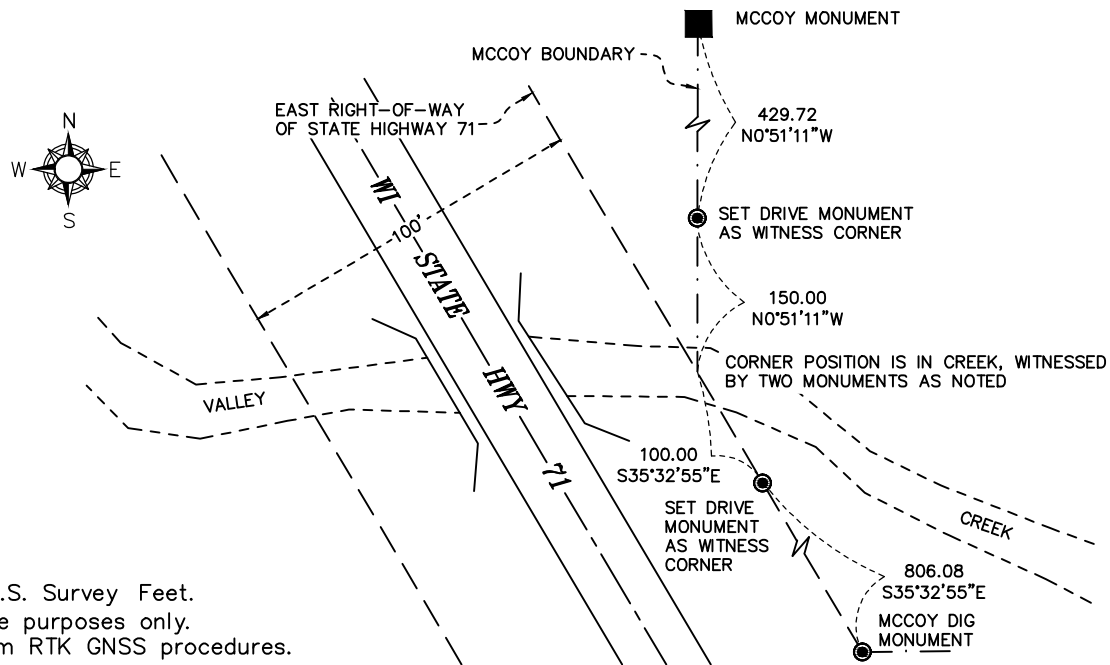 MCCOY MONUMENT
MCCOY BOUNDARY
EAST RIGHT-OF-WAY
OF STATE HIGHWAY 71
N
W E
S
429.72
N0°51'11"W
WI STATE HWY 71
100'
SET DRIVE MONUMENT
AS WITNESS CORNER
150.00
N0°51'11"W
CORNER POSITION IS IN CREEK, WITNESSED
BY TWO MONUMENTS AS NOTED
VALLEY
100.00
S35°32'55"E
SET DRIVE
MONUMENT
AS WITNESS
CORNER
CREEK
806.08
S35°32'55"E
MCCOY DIG
MONUMENT
.S. Survey Feet.
e purposes only.
m RTK GNSS procedures.